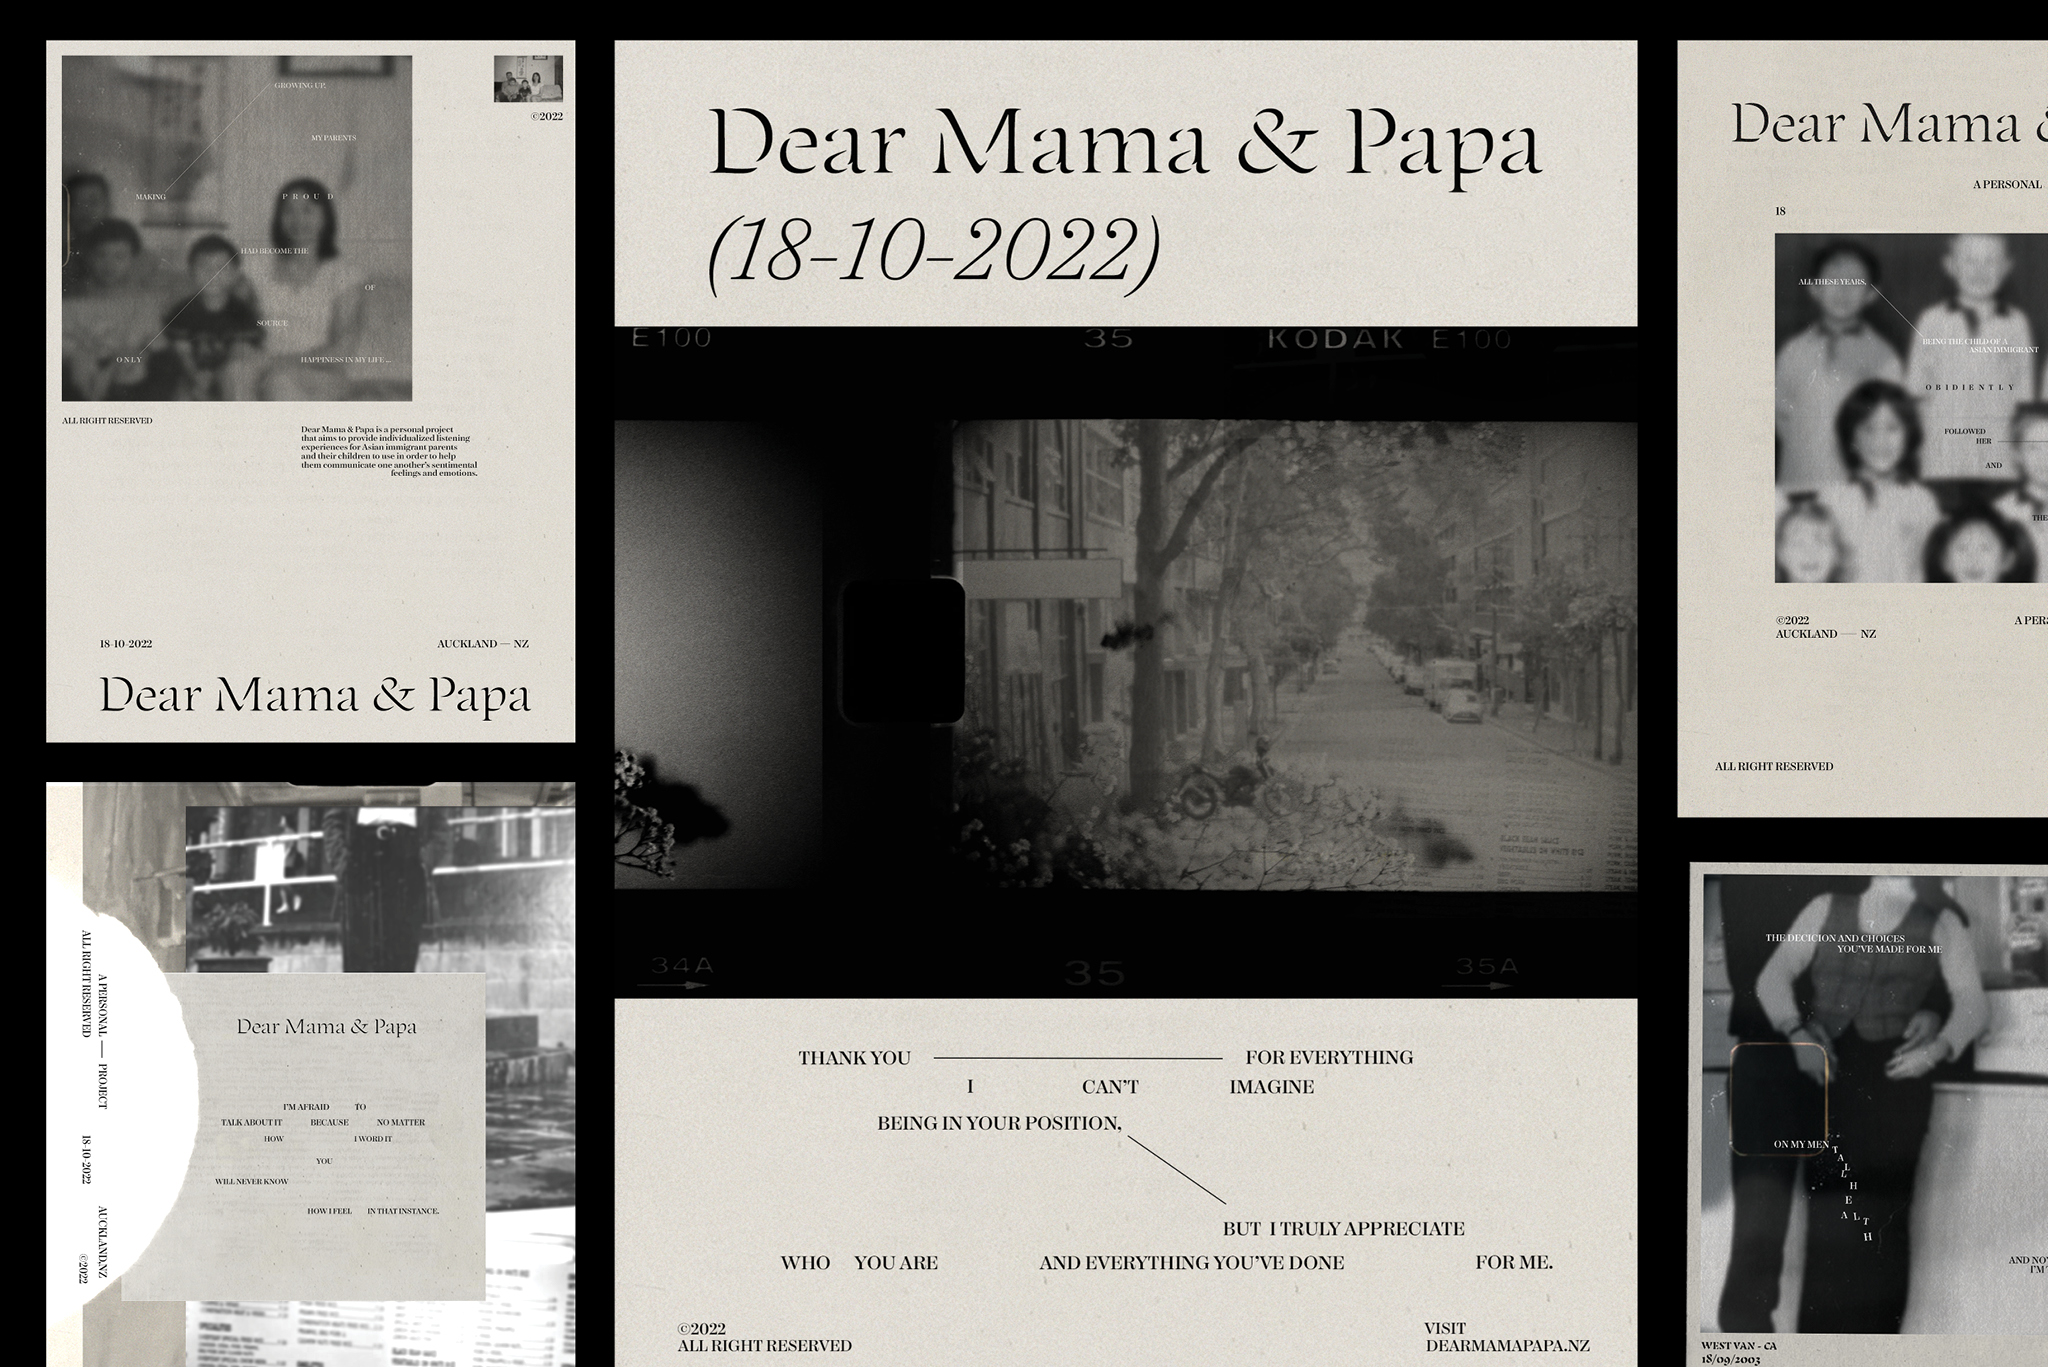 GROWING UP,
MY PARENTS
MAKING
P R O U D
HAD BECOME THE
OF
SOURCE
ONLY
HAPPINESS IN MY LIFE ...
©2022
ALL RIGHT RESERVED
Dear Mama & Papa is a personal project
that aims to provide individualized listening
experiences for Asian immigrant parents
and their children to use in order to help
them communicate one another's sentimental
feelings and emotions.
18-10-2022 AUCKLAND — NZ
Dear Mama & Papa
ALL RIGHT RESERVED
A PERSONAL — PROJECT
18-10-2022
AUCKLAND.NZ
©2022
Dear Mama & Papa
I'M AFRAID TO
TALK ABOUT IT BECAUSE NO MATTER
HOW I WORD IT
YOU
WILL NEVER KNOW
HOW I FEEL IN THAT INSTANCE.
Dear Mama & Papa
(18-10-2022)
E100 35 KODAK E100
34A 35 35A
THANK YOU — FOR EVERYTHING
I CAN'T IMAGINE
BEING IN YOUR POSITION,
BUT I TRULY APPRECIATE
WHO YOU ARE AND EVERYTHING YOU'VE DONE FOR ME.
©2022
ALL RIGHT RESERVED
VISIT
DEARMAMAPAPA.NZ
Dear Mama &
A PERSONAL
18
ALL THESE YEARS,
BEING THE CHILD OF A
ASIAN IMMIGRANT
O B I D I E N T L Y
FOLLOWED
HER
AND
THE
©2022
AUCKLAND — NZ
A PERS
ALL RIGHT RESERVED
THE DECICION AND CHOICES
YOU'VE MADE FOR ME
ON MY MENTALL HEALTH
AND NO
I'M
WEST VAN - CA
18/09/2003